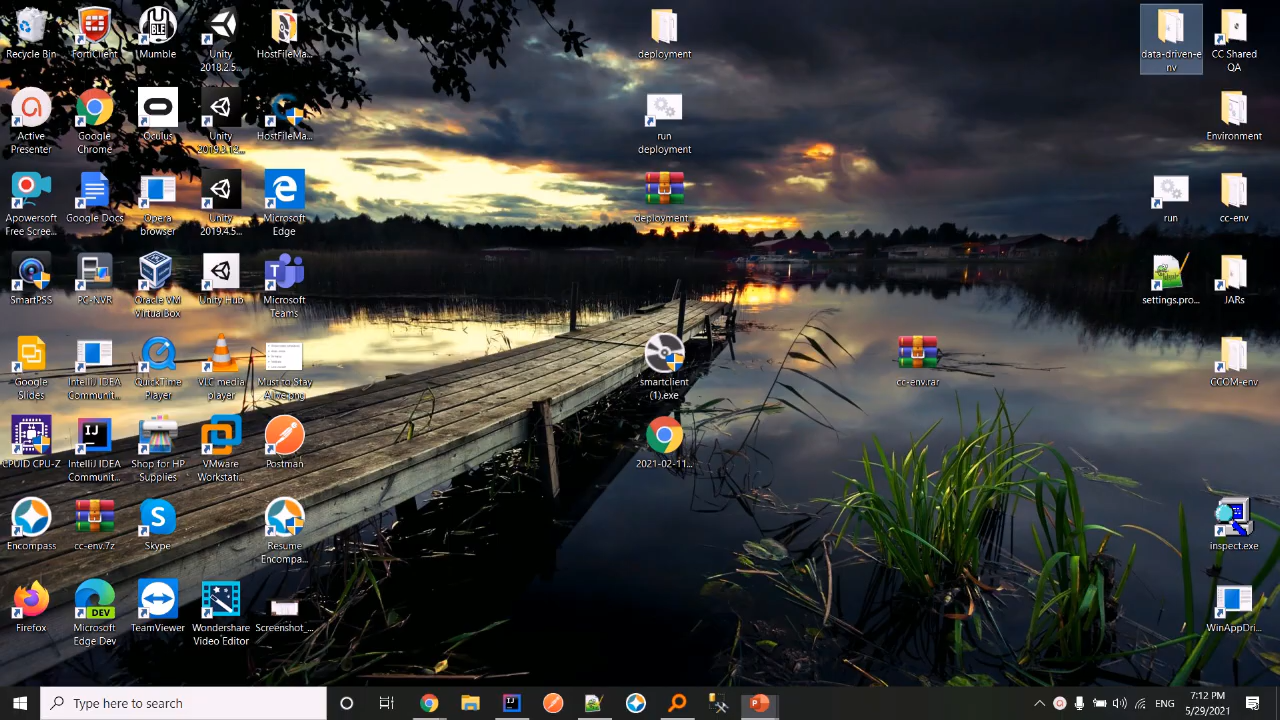 Recycle Bin
FortiClient
Mumble
Unity
2018.2.5...
HostFileMa...
deployment
data-driven-e
nv
CC Shared
QA
Active
Presenter
Google
Chrome
Oculus
Unity
2019.3.12...
HostFileMa...
run
deployment
Environment
Apowersoft
Free Scree...
Google Docs
Opera
browser
Unity
2019.4.5...
Microsoft
Edge
deployment
run
cc-env
SmartPSS
PC-NVR
Oracle VM
VirtualBox
Unity Hub
Microsoft
Teams
settings.pro...
JARs
Google
Slides
IntelliJ IDEA
Communit...
QuickTime
Player
VLC media
player
Must to Stay
Alive.png
smartclient
(1).exe
cc-env.rar
CCOM-env
CPUID CPU-Z
IntelliJ IDEA
Communit...
Shop for HP
Supplies
VMware
Workstati...
Postman
2021-02-11...
Encompass
cc-env.7z
Skype
Resume
Encompa...
inspect.exe
Firefox
DEV
Microsoft
Edge Dev
TeamViewer
Wondershare
Video Editor
Screenshot_...
WinAppDri...
Type here to search
ENG
7:12 PM
5/29/2021